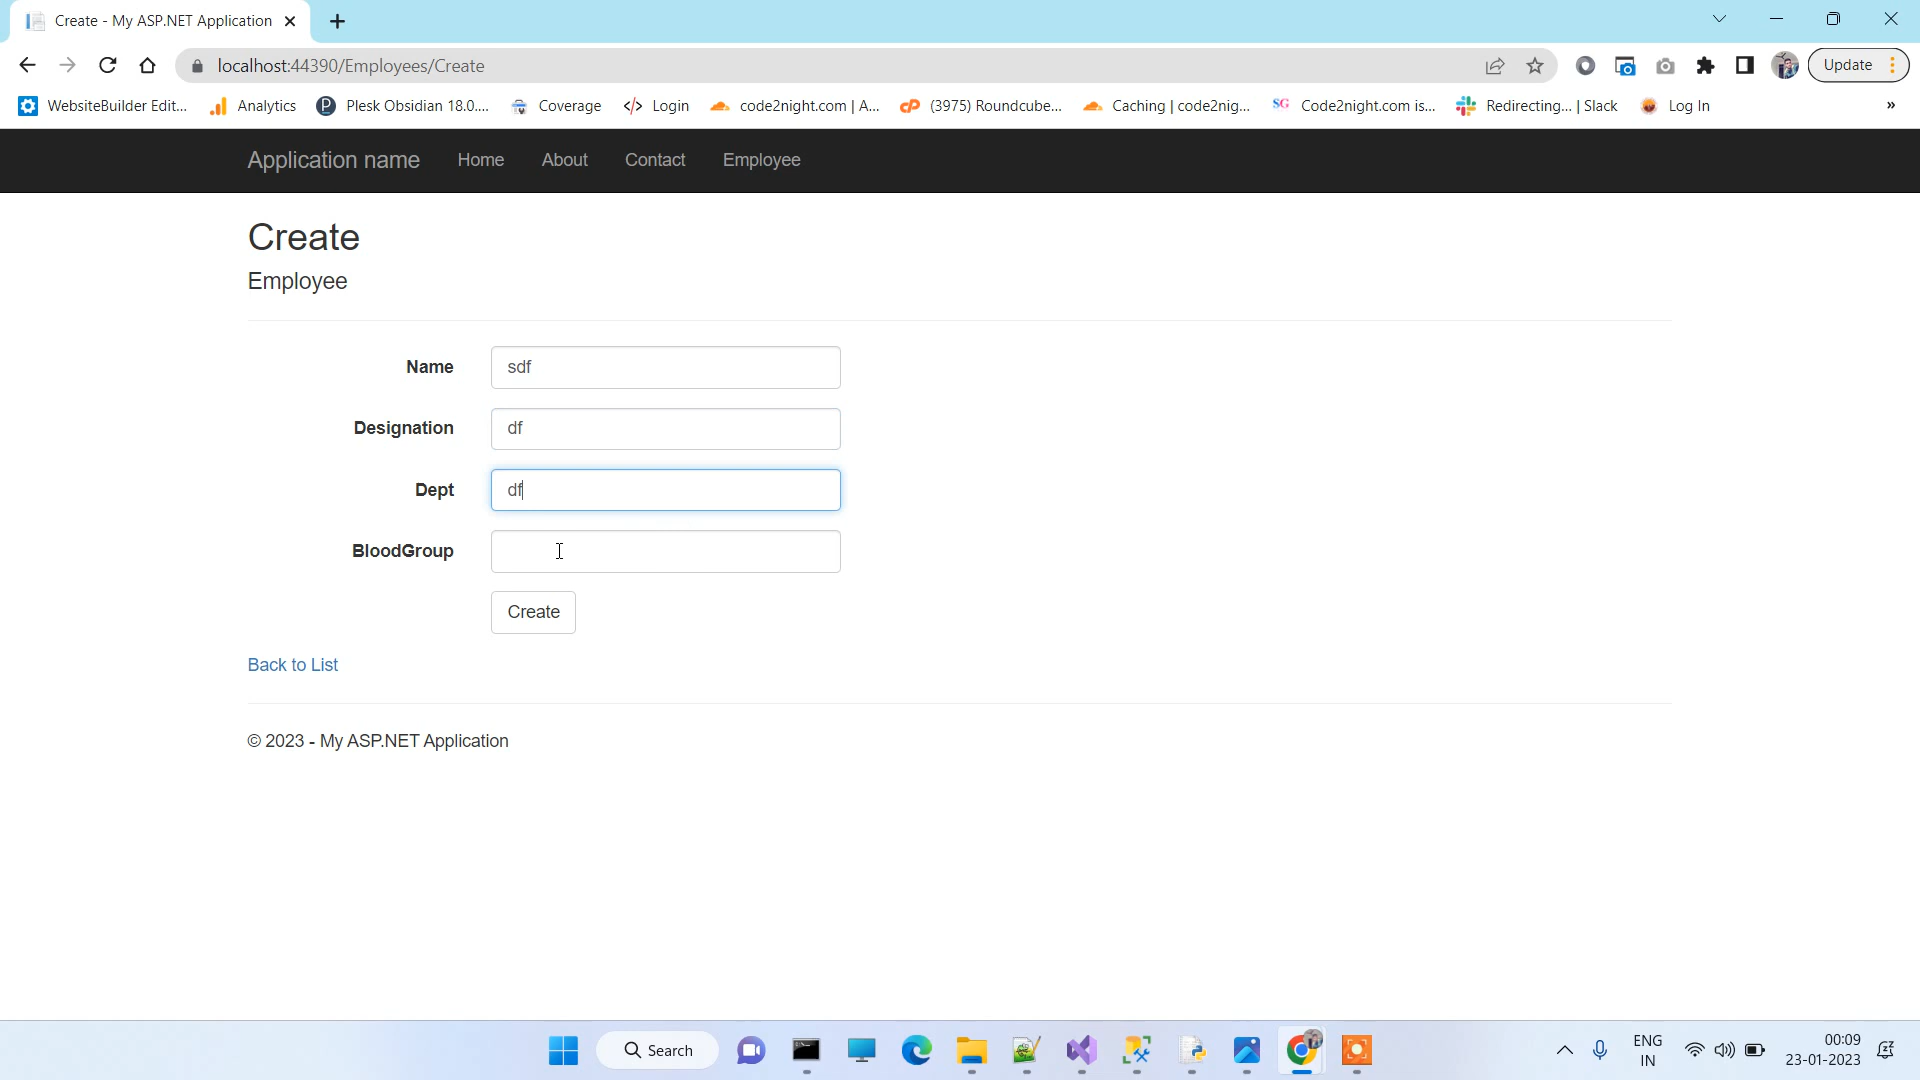 Create - My ASP.NET Application
localhost:44390/Employees/Create
Update
WebsiteBuilder Edit... Analytics Plesk Obsidian 18.0.... Coverage Login code2night.com | A... (3975) Roundcube... Caching | code2nig... SG Code2night.com is... Redirecting... | Slack Log In »
Application name Home About Contact Employee
Create
Employee
Name sdf
Designation df
Dept df
BloodGroup
Create
Back to List
© 2023 - My ASP.NET Application
Search
ENG
IN
00:09
23-01-2023